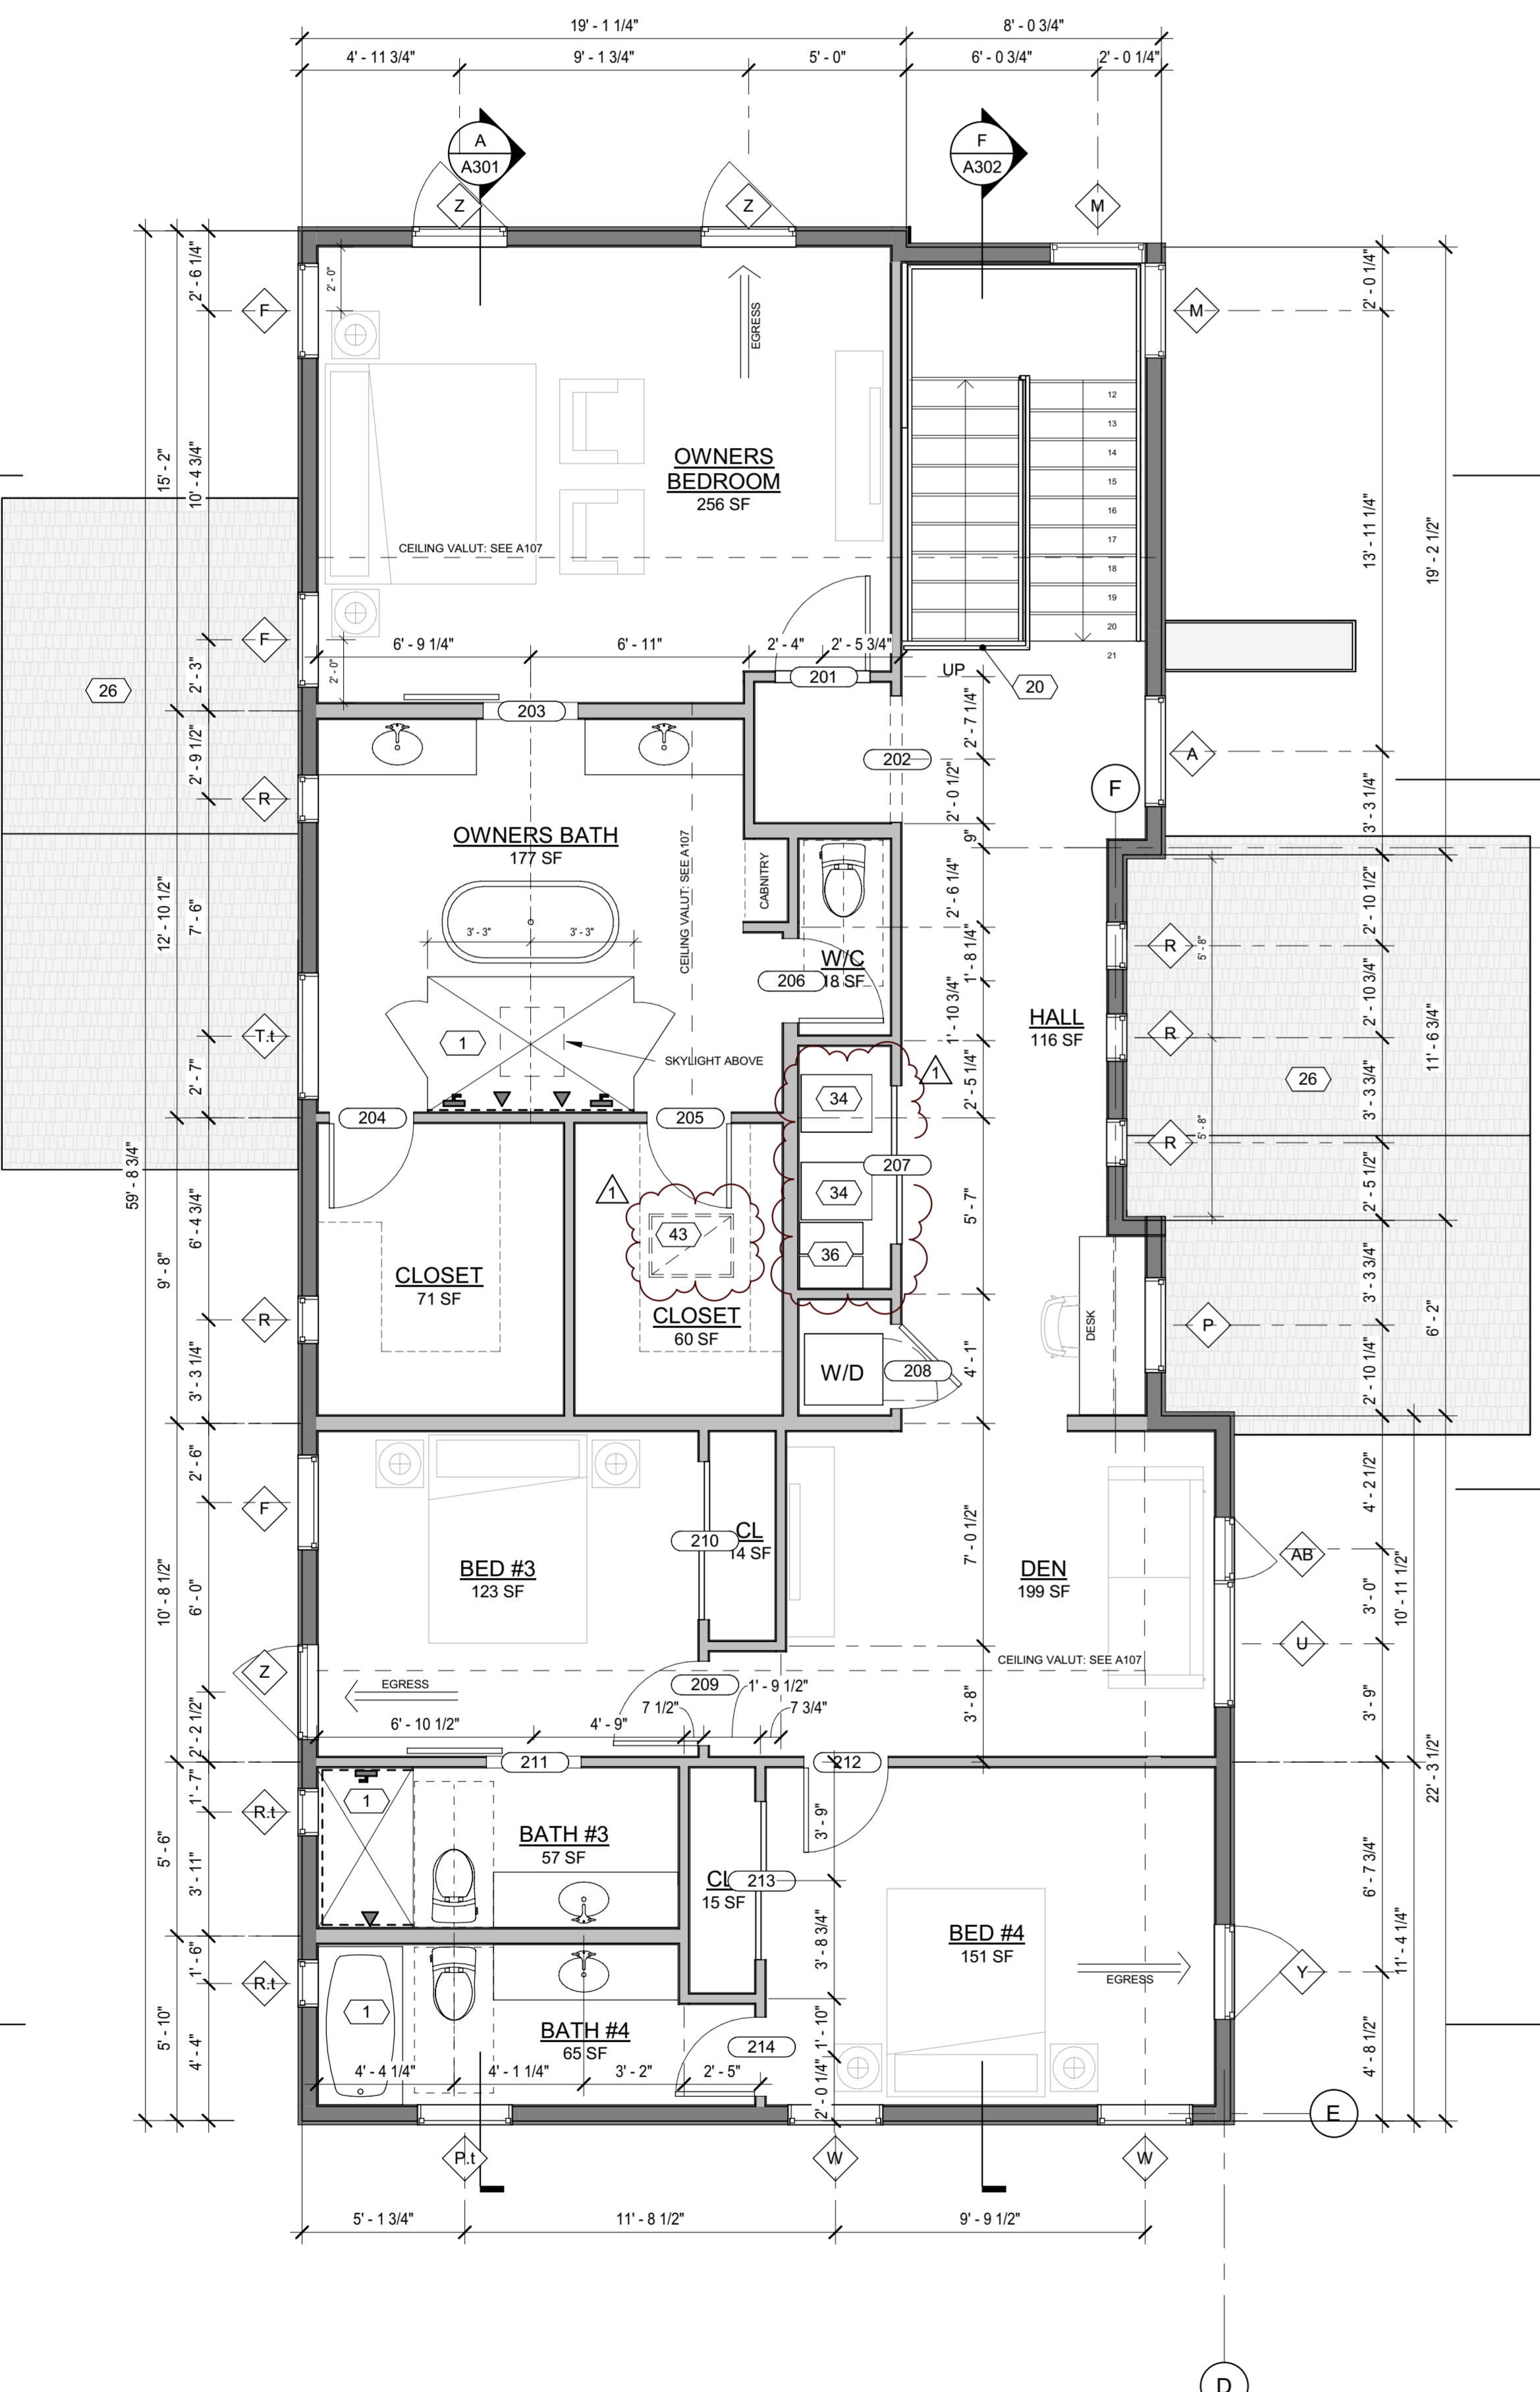 19' - 1 1/4"
8' - 0 3/4"
4' - 11 3/4"
9' - 1 3/4"
5' - 0"
6' - 0 3/4"
2' - 0 1/4"
A
A301
F
A302
Z
Z
M
2' - 6 1/4"
2' - 0"
F
EGRESS
M
2' - 0 1/4"
12
13
14
15
16
17
18
19
20
21
OWNERS
BEDROOM
256 SF
15' - 2"
10' - 4 3/4"
13' - 11 1/4"
19' - 2 1/2"
CEILING VALUT: SEE A107
F
6' - 9 1/4"
6' - 11"
2' - 4"
2' - 5 3/4"
2' - 0"
26
2' - 3"
201
UP
20
203
2' - 7 1/4"
202
A
2' - 9 1/2"
R
2' - 0 1/2"
F
3' - 3 1/4"
OWNERS BATH
177 SF
9"
CEILING VALUT: SEE A107
CABNITRY
2' - 6 1/4"
12' - 10 1/2"
7' - 6"
3' - 3"
3' - 3"
W/C
18 SF
206
1' - 8 1/4"
1' - 10 3/4"
R
5' - 8"
2' - 10 1/2"
2' - 10 3/4"
HALL
116 SF
R
T.t
1
SKYLIGHT ABOVE
1
2' - 5 1/4"
11' - 6 3/4"
26
2' - 7"
34
204
205
3' - 3 3/4"
R
5' - 8"
59' - 8 3/4"
207
34
1
5' - 7"
2' - 5 1/2"
6' - 4 3/4"
43
36
9' - 8"
CLOSET
71 SF
CLOSET
60 SF
R
3' - 3 1/4"
W/D
208
4' - 1"
DESK
P
3' - 3 3/4"
6' - 2"
2' - 10 1/4"
2' - 6"
F
4' - 2 1/2"
210
CL
14 SF
7' - 0 1/2"
BED #3
123 SF
DEN
199 SF
AB
10' - 8 1/2"
6' - 0"
3' - 0"
10' - 11 1/2"
U
CEILING VALUT: SEE A107
Z
EGRESS
209
1' - 9 1/2"
7 1/2"
7 3/4"
3' - 8"
3' - 9"
6' - 10 1/2"
4' - 9"
2' - 2 1/2"
211
212
1' - 7"
R.t
1
22' - 3 1/2"
BATH #3
57 SF
3' - 9"
5' - 6"
3' - 11"
CL
15 SF
213
6' - 7 3/4"
BED #4
151 SF
3' - 8 3/4"
11' - 4 1/4"
1' - 6"
R.t
EGRESS
Y
1
5' - 10"
4' - 4"
BATH #4
65 SF
214
1' - 10"
4' - 4 1/4"
4' - 1 1/4"
3' - 2"
2' - 5"
2' - 0 1/4"
4' - 8 1/2"
E
P.t
W
W
5' - 1 3/4"
11' - 8 1/2"
9' - 9 1/2"
D